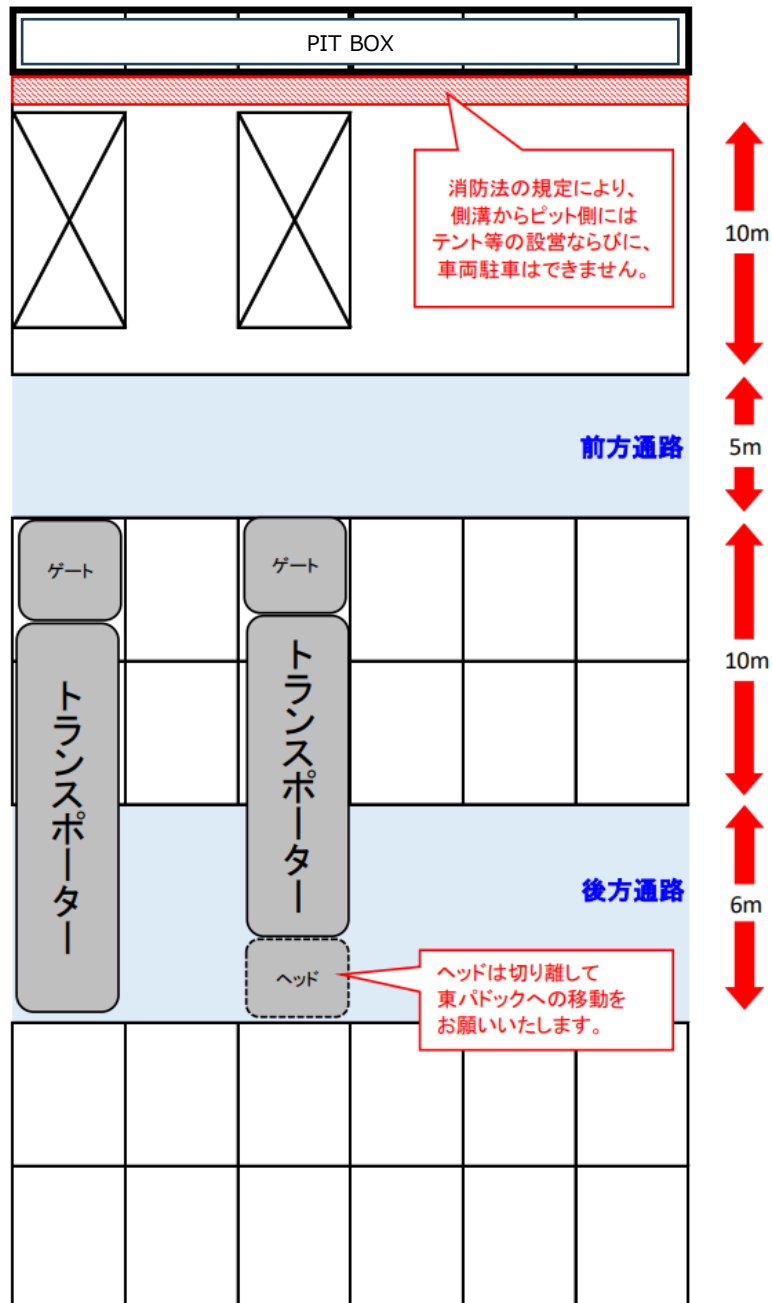 PIT BOX
消防法の規定により、
側溝からピット側には
テント等の設営ならびに、
車両駐車はできません。
10m
前方通路
5m
ゲート
ゲート
トランスポーター
トランスポーター
10m
後方通路
6m
ヘッド
ヘッドは切り離して
東パドックへの移動を
お願いいたします。